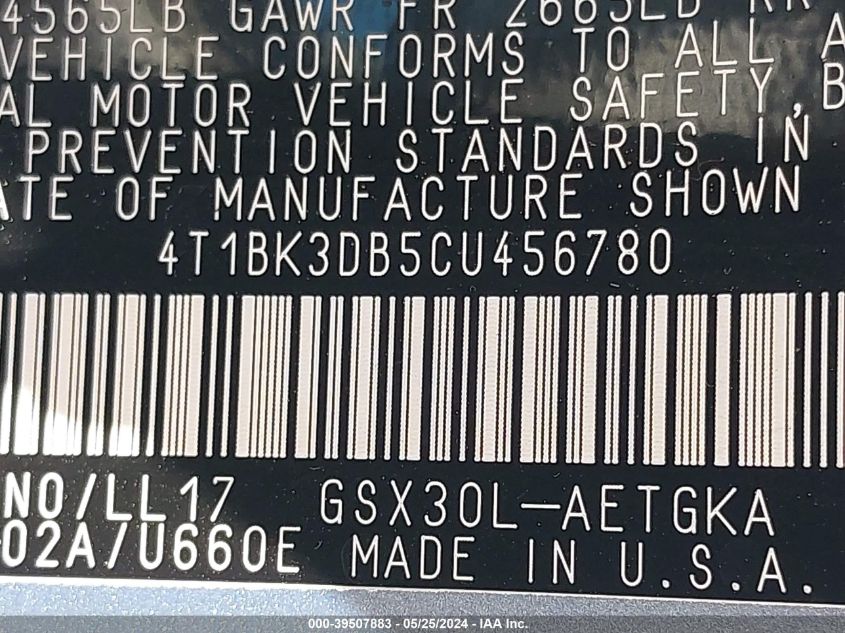 4565LB GAWR FR 2665LB RR
VEHICLE CONFORMS TO ALL A
AL MOTOR VEHICLE SAFETY, B
PREVENTION STANDARDS IN
ATE OF MANUFACTURE SHOWN
4T1BK3DB5CU456780
NO/LL17 GSX30L-AETGKA
02A/U660E MADE IN U.S.A.
000-39507883 - 05/25/2024 - IAA Inc.